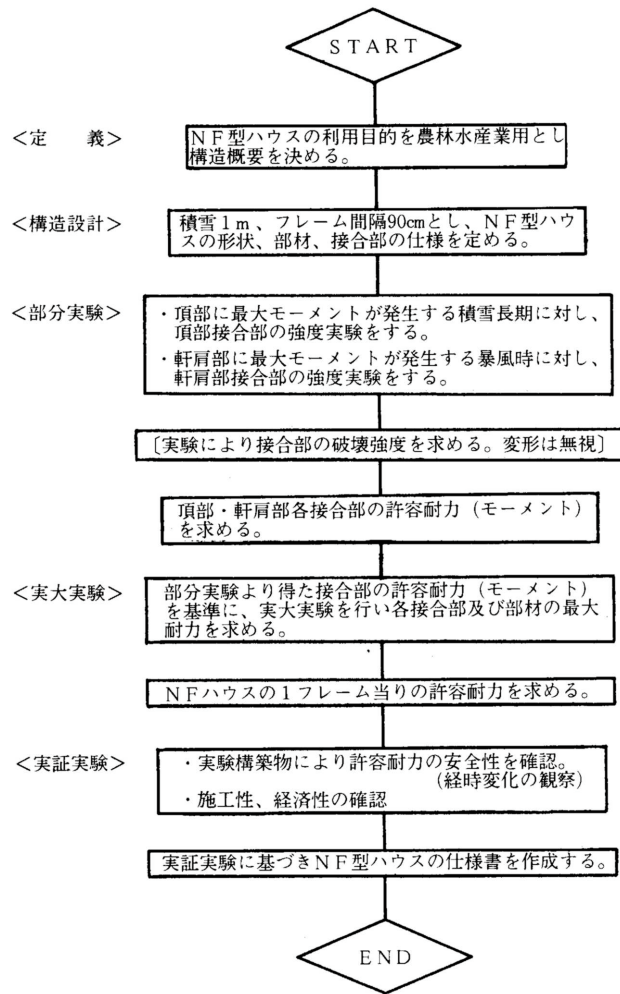 START
<定　義>
NF型ハウスの利用目的を農林水産業用とし
構造概要を決める。
<構造設計>
積雪1m、フレーム間隔90㎝とし、NF型ハウ
スの形状、部材、接合部の仕様を定める。
<部分実験>
・頂部に最大モーメントが発生する積雪長期に対し、
頂部接合部の強度実験をする。
・軒肩部に最大モーメントが発生する暴風時に対し、
軒肩部接合部の強度実験をする。
〔実験により接合部の破壊強度を求める。変形は無視〕
頂部・軒肩部各接合部の許容耐力(モーメント)
を求める。
<実大実験>
部分実験より得た接合部の許容耐力(モーメント)
を基準に、実大実験を行い各接合部及び部材の最大
耐力を求める。
NFハウスの1フレーム当りの許容耐力を求める。
<実証実験>
・実験構築物により許容耐力の安全性を確認。
(経時変化の観察)
・施工性、経済性の確認
実証実験に基づきNF型ハウスの仕様書を作成する。
END